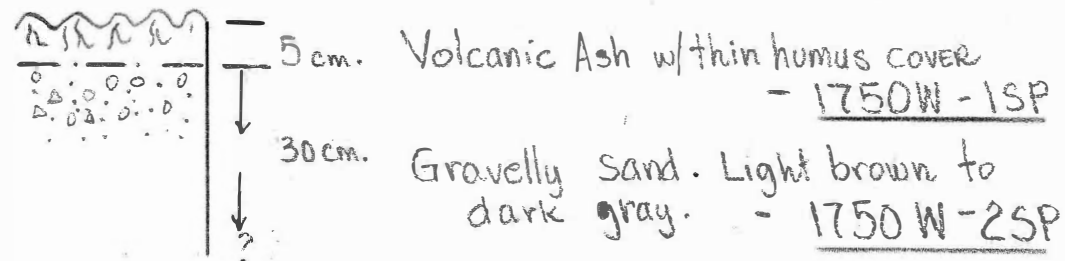 5 cm. Volcanic Ash w/thin humus COVER
- 1750W-1SP
30 cm. Gravelly sand. Light brown to
dark gray. - 1750W-2SP
?